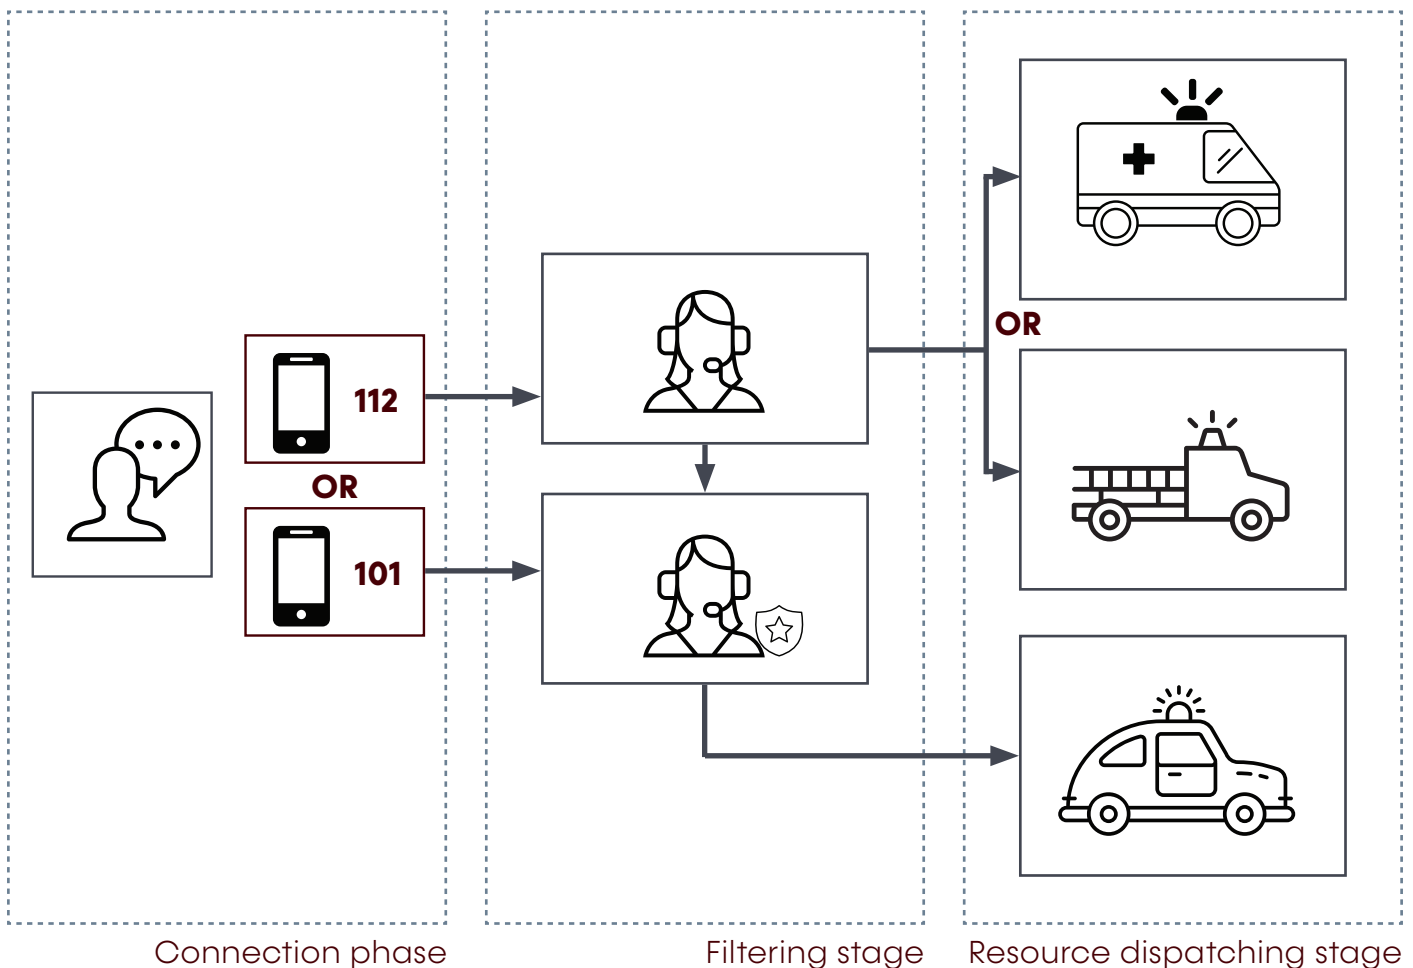 112
OR
101
OR
Connection phase
Filtering stage
Resource dispatching stage